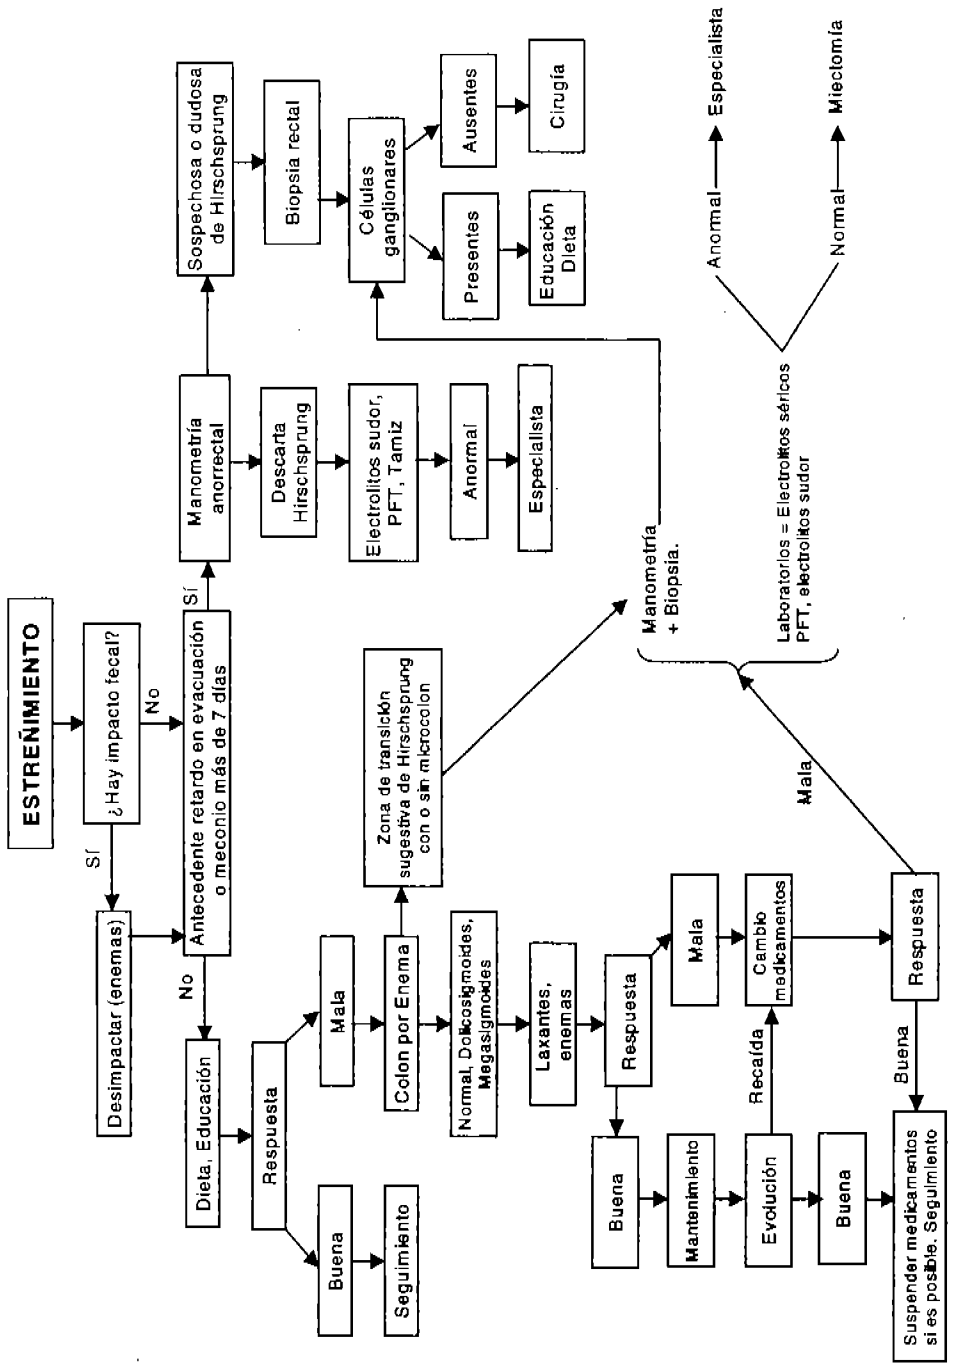 ESTREÑIMIENTO
¿Hay impacto fecal?
Sí
No
Desimpactar (enemas)
Antecedente retardo en evacuación
o meconio más de 7 días
No
Sí
Dieta, Educación
Respuesta
Buena
Seguimiento
Mala
Colon por Enema
Zona de transición
sugestiva de Hirschsprung
con o sin microcolon
Normal, Dolicosigmoides,
Megasigmoides
Laxantes,
enemas
Respuesta
Buena
Mantenimiento
Evolución
Recaída
Buena
Mala
Cambio
medicamentos
Respuesta
Buena
Suspender medicamentos
si es posible. Seguimiento
Mala
Manometría
+ Biopsia.
Laboratorios = Electrolitos séricos
PFT, electrolitos sudor
Anormal
Especialista
Normal
Miectomía
Manometría
anorrectal
Descarta
Hirschsprung
Electrolitos sudor,
PFT, Tamiz
Anormal
Especialista
Sospechosa o dudosa
de Hirschsprung
Biopsia rectal
Células
ganglionares
Presentes
Educación
Dieta
Ausentes
Cirugía